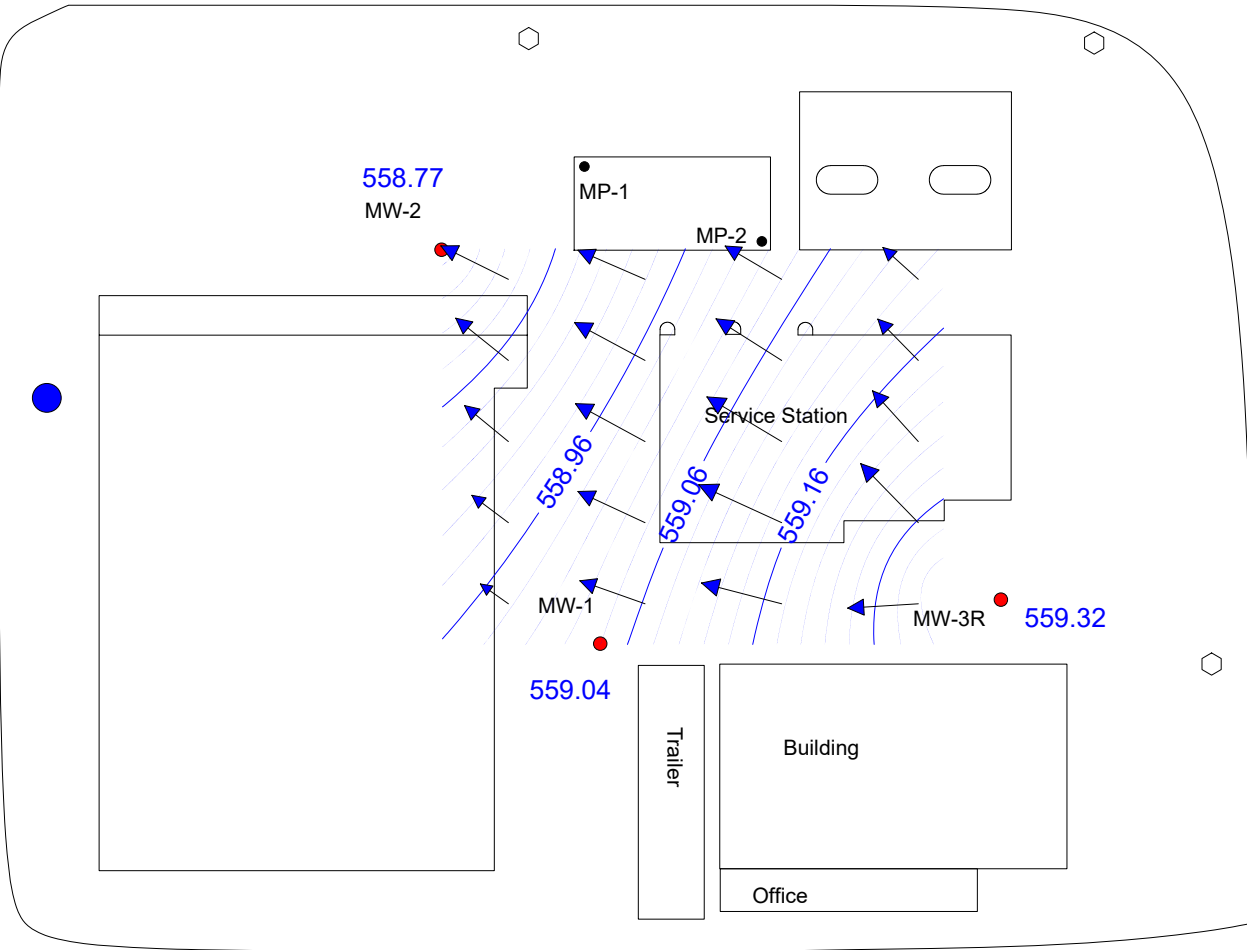 558.77
MW-2
MP-1
MP-2
Service Station
558.96
559.06
559.16
MW-1
MW-3R
559.32
559.04
Trailer
Building
Office